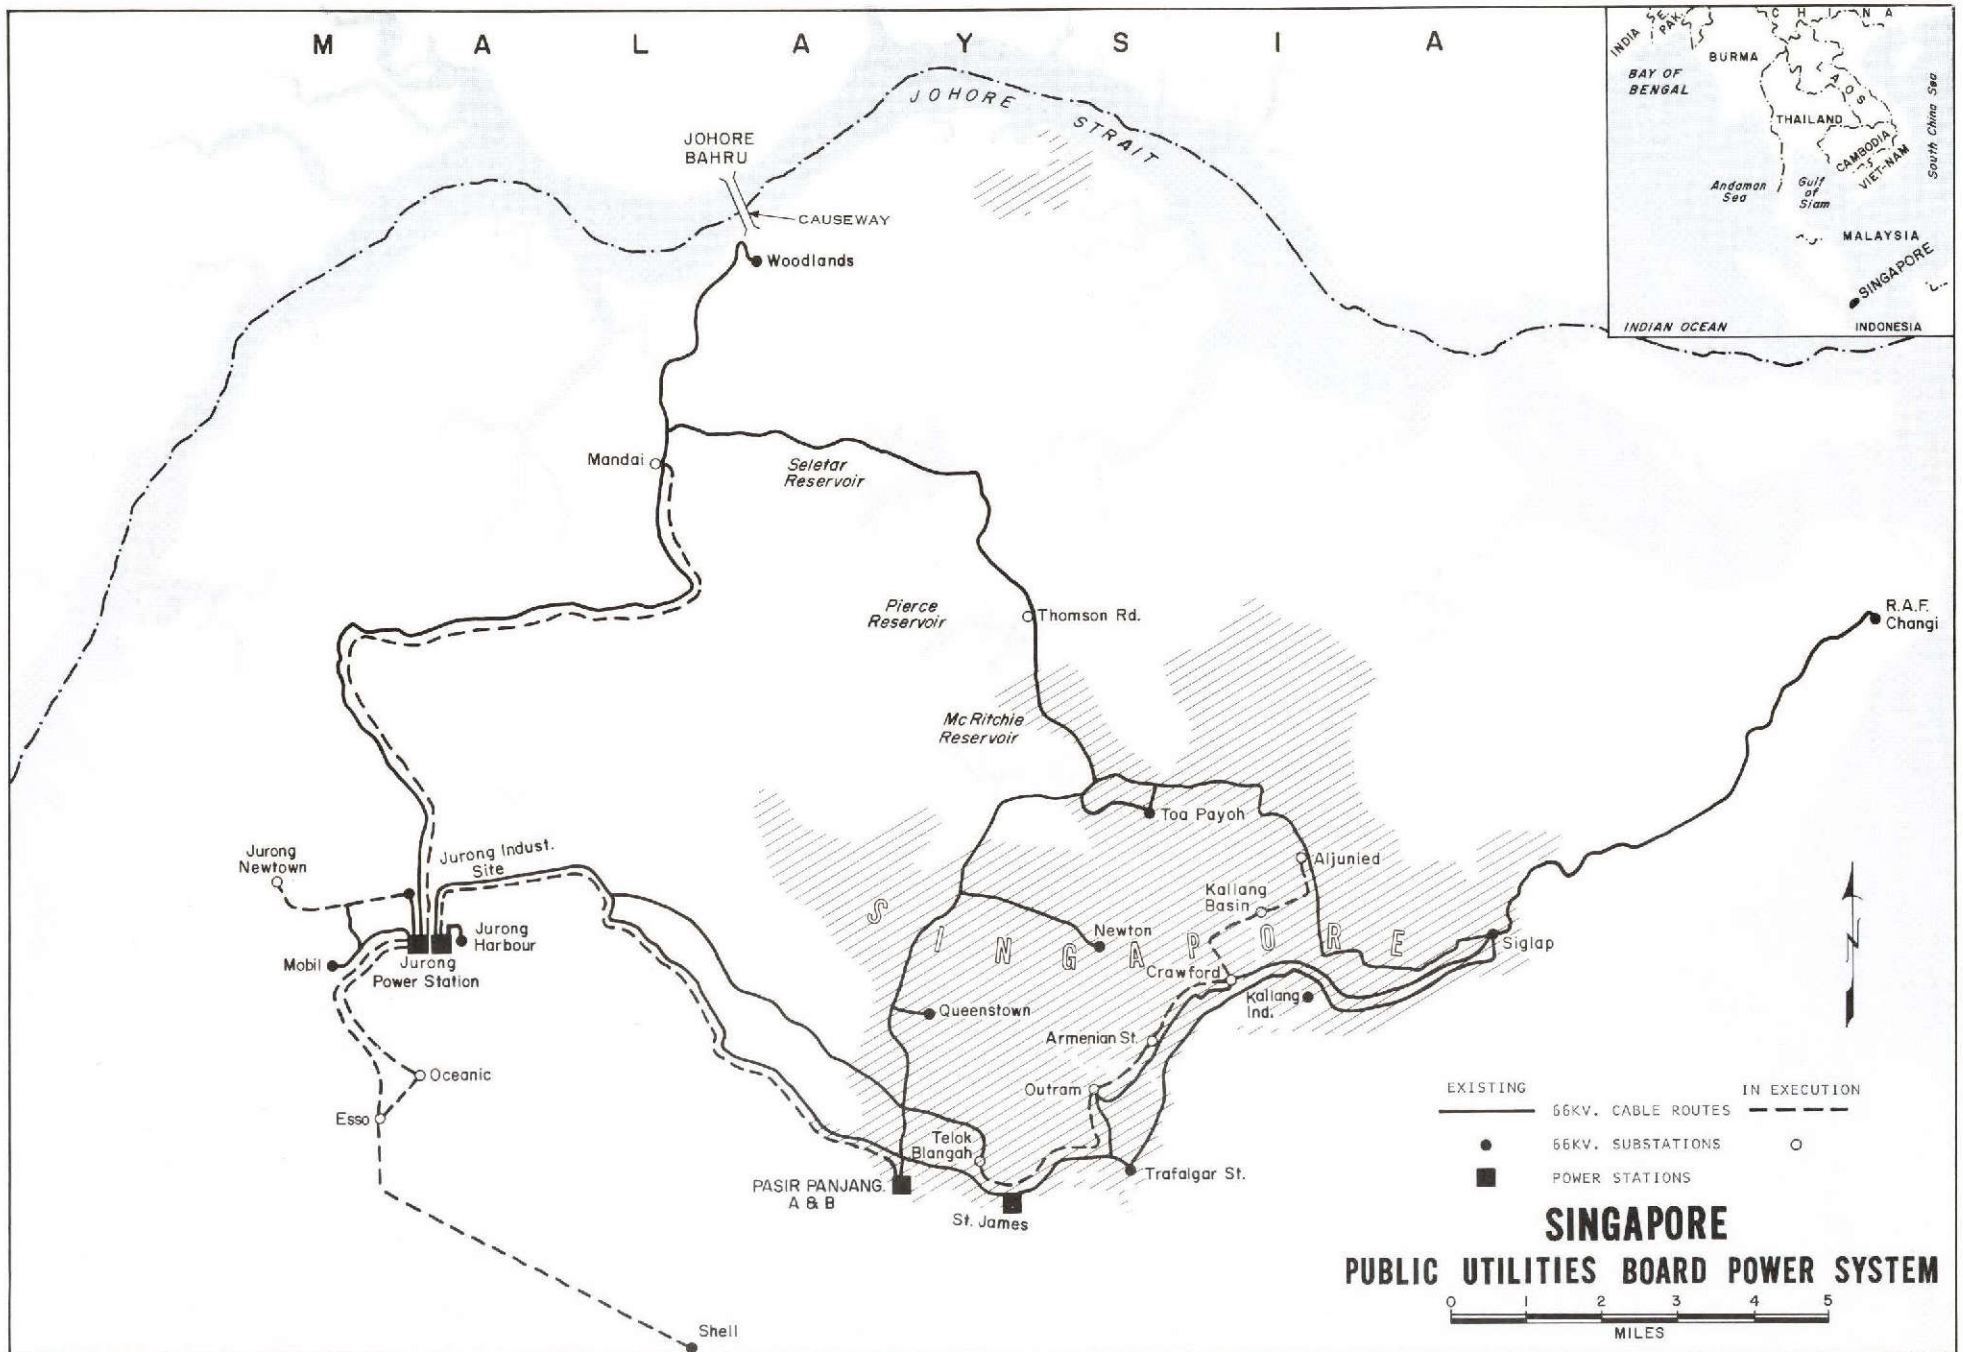 M A L A Y S I A
JOHORE
STRAIT
JOHORE
BAHRU
CAUSEWAY
Woodlands
INDIA
E.
PAK.
C H I N A
BURMA
BAY OF
BENGAL
LAOS
THAILAND
CAMBODIA
VIET-NAM
S.
South China Sea
Andaman
Sea
Gulf
of
Siam
MALAYSIA
SINGAPORE
INDIAN OCEAN
INDONESIA
Mandai
Seletar
Reservoir
Pierce
Reservoir
Thomson Rd.
R.A.F.
Changi
Mc Ritchie
Reservoir
Toa Payoh
Jurong
Newtown
Jurong Indust.
Site
Aljunied
Kallang
Basin
S I N G A P O R E
Newton
Siglap
Jurong
Harbour
Mobil
Jurong
Power Station
Crawford
Kallang
Ind.
Queenstown
Armenian St.
Oceanic
Outram
Esso
Telok
Blangah
Trafalgar St.
PASIR PANJANG.
A & B
St. James
Shell
EXISTING IN EXECUTION
66KV. CABLE ROUTES
66KV. SUBSTATIONS
POWER STATIONS
SINGAPORE
PUBLIC UTILITIES BOARD POWER SYSTEM
0 1 2 3 4 5
MILES
N